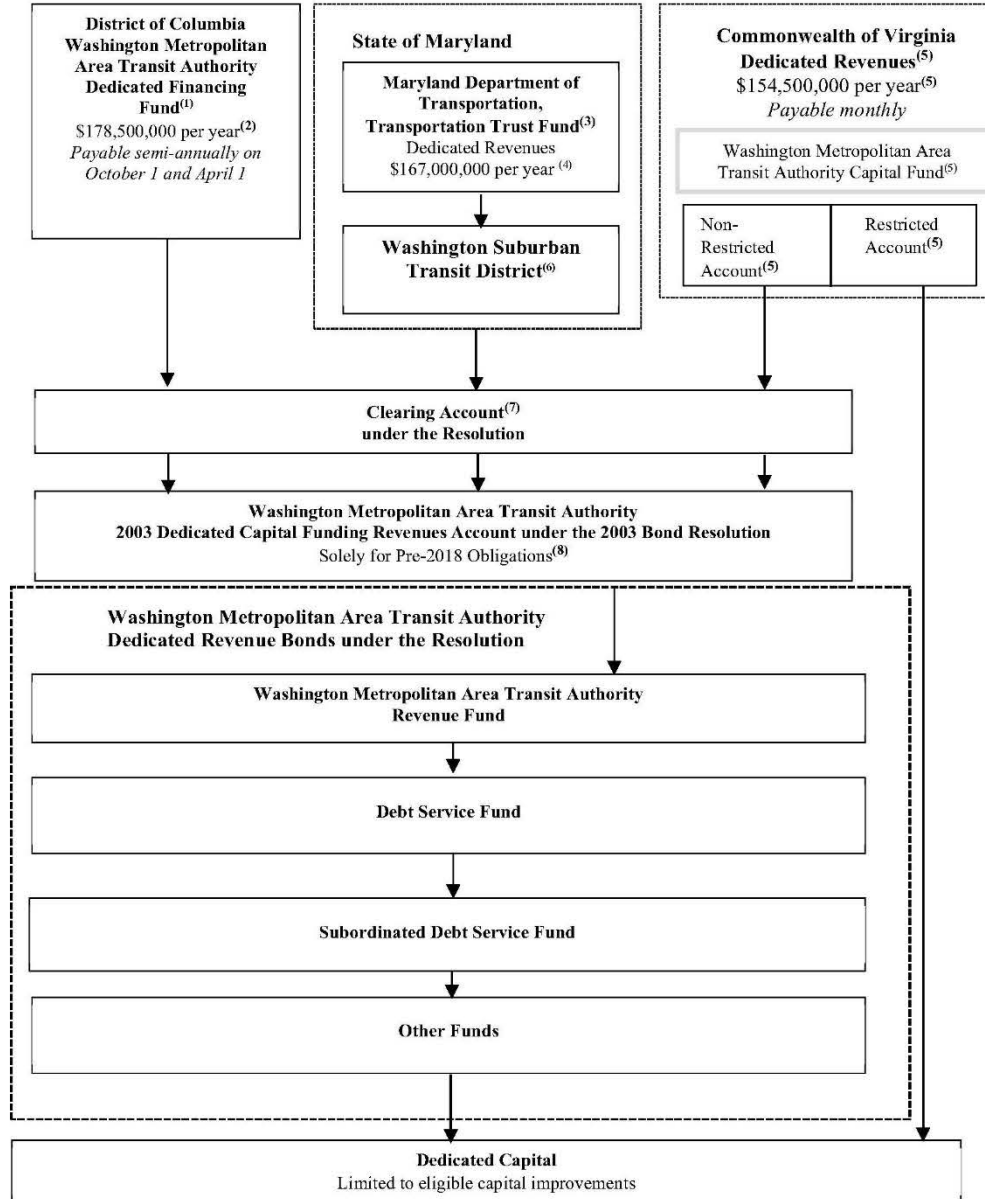 District of Columbia
Washington Metropolitan
Area Transit Authority
Dedicated Financing
Fund(1)
$178,500,000 per year(2)
Payable semi-annually on
October 1 and April 1
State of Maryland
Maryland Department of
Transportation,
Transportation Trust Fund(3)
Dedicated Revenues
$167,000,000 per year (4)
Washington Suburban
Transit District(6)
Commonwealth of Virginia
Dedicated Revenues(5)
$154,500,000 per year(5)
Payable monthly
Washington Metropolitan Area
Transit Authority Capital Fund(5)
Non-
Restricted
Account(5)
Restricted
Account(5)
Clearing Account(7)
under the Resolution
Washington Metropolitan Area Transit Authority
2003 Dedicated Capital Funding Revenues Account under the 2003 Bond Resolution
Solely for Pre-2018 Obligations(8)
Washington Metropolitan Area Transit Authority
Dedicated Revenue Bonds under the Resolution
Washington Metropolitan Area Transit Authority
Revenue Fund
Debt Service Fund
Subordinated Debt Service Fund
Other Funds
Dedicated Capital
Limited to eligible capital improvements